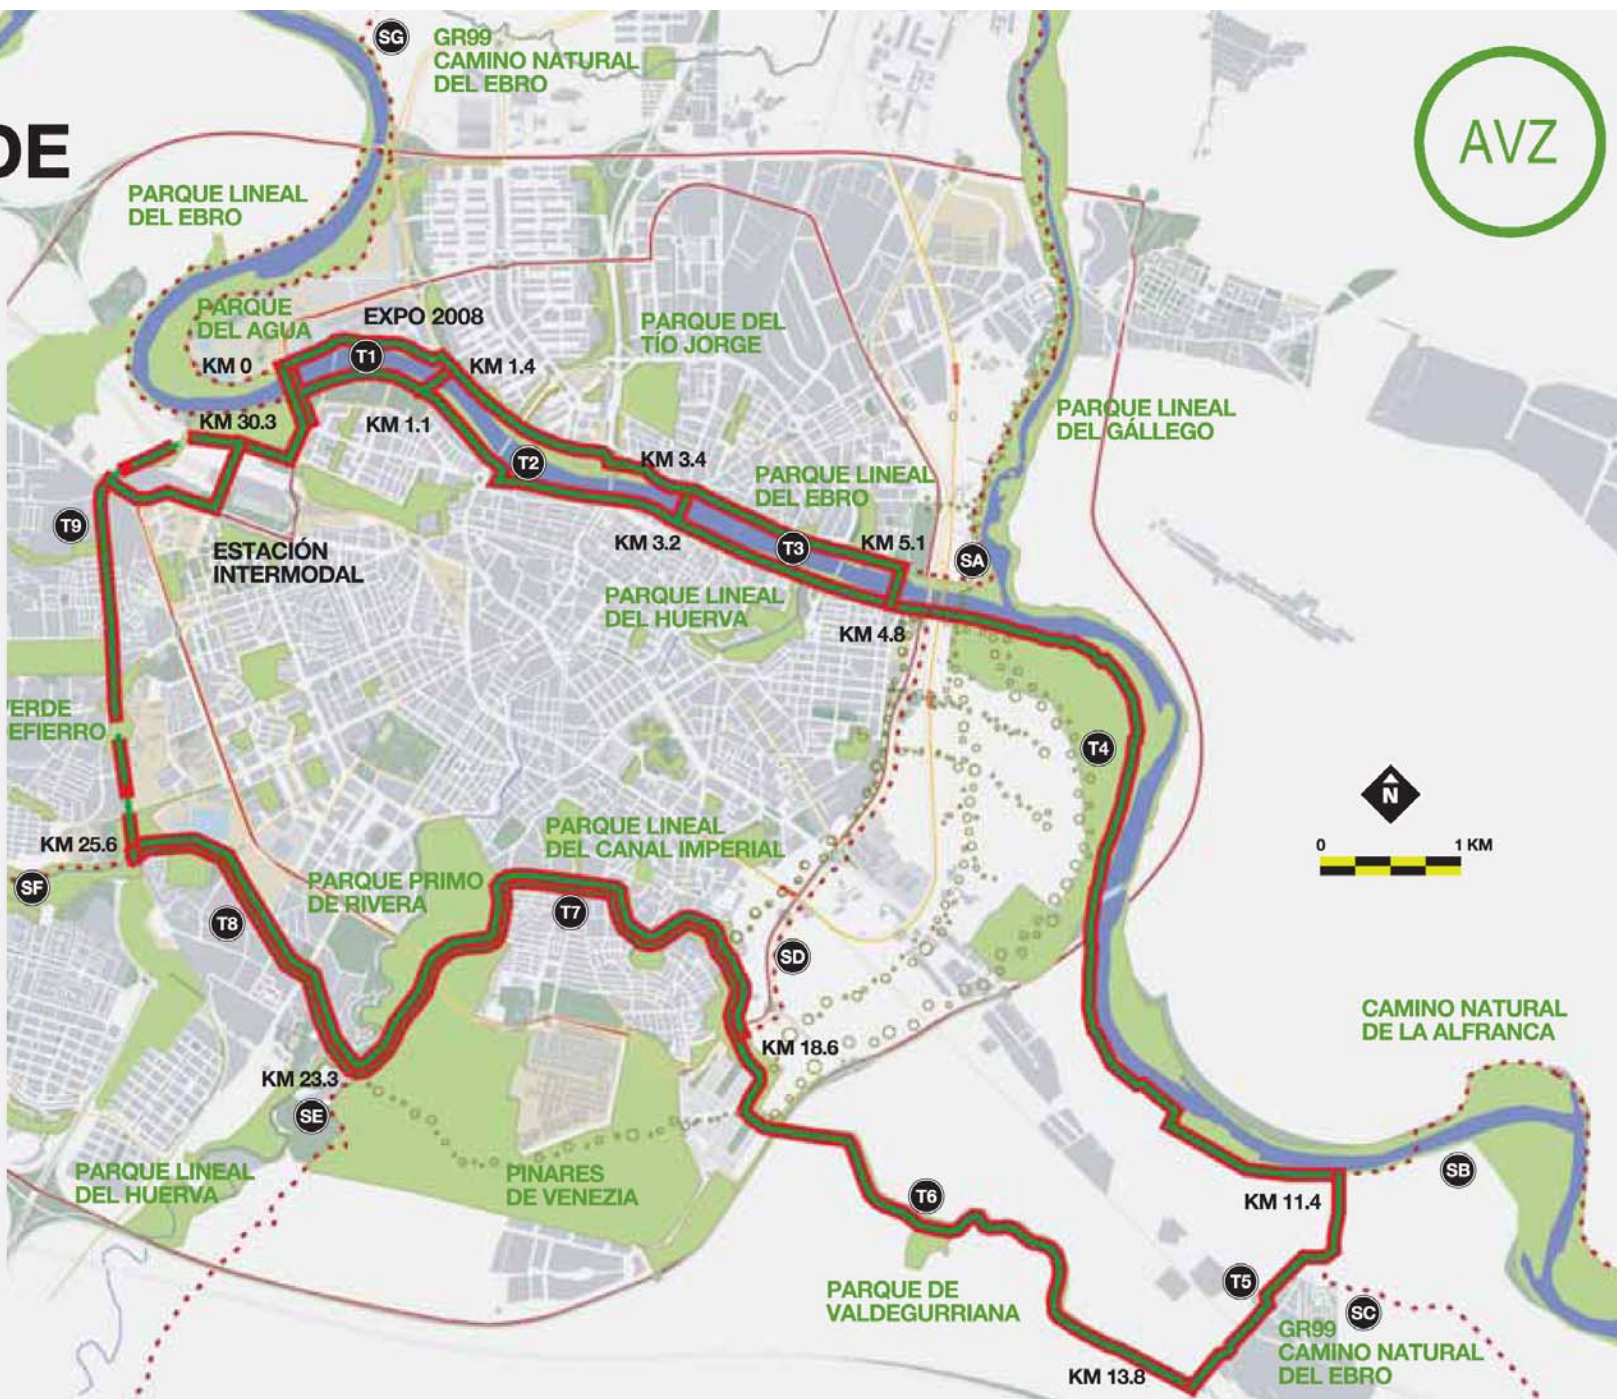 SG
GR99
CAMINO NATURAL
DEL EBRO
AVZ
DE
PARQUE LINEAL
DEL EBRO
PARQUE
DEL AGUA
EXPO 2008
PARQUE DEL
TÍO JORGE
KM 0
T1
KM 1.4
KM 30.3
KM 1.1
PARQUE LINEAL
DEL GÁLLEGO
T2
KM 3.4
PARQUE LINEAL
DEL EBRO
T9
KM 3.2
T3
KM 5.1
SA
ESTACIÓN
INTERMODAL
PARQUE LINEAL
DEL HUERVA
KM 4.8
VERDE
EFIERRO
T4
N
0
1 KM
KM 25.6
PARQUE LINEAL
DEL CANAL IMPERIAL
SF
PARQUE PRIMO
DE RIVERA
T8
T7
SD
CAMINO NATURAL
DE LA ALFRANCA
KM 18.6
KM 23.3
SE
PARQUE LINEAL
DEL HUERVA
PINARES
DE VENEZIA
T6
SB
KM 11.4
PARQUE DE
VALDEGURRIANA
T5
SC
GR99
CAMINO NATURAL
DEL EBRO
KM 13.8